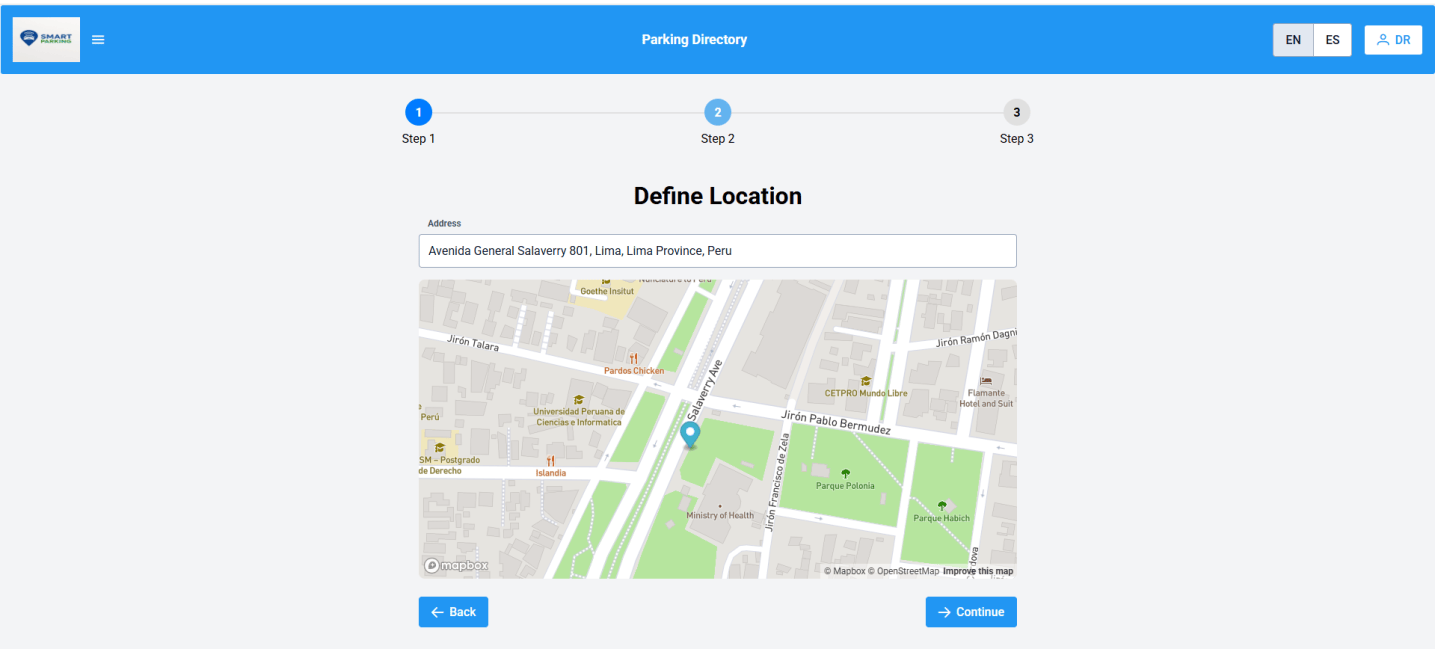 SMART
PARKING
Parking Directory
EN
ES
DR
1
2
3
Step 1
Step 2
Step 3
Define Location
Address
Avenida General Salaverry 801, Lima, Lima Province, Peru
Goethe Insitut
Jirón Talara
Jirón Ramón Dagni
Pardos Chicken
Salaverry Ave
CETPRO Mundo Libre
Flamante
Hotel and Suit
Perú
Universidad Peruana de
Ciencias e Informatica
Jirón Pablo Bermudez
SM – Postgrado
de Derecho
Islandia
Jirón Francisco de Zela
Parque Polonia
Ministry of Health
Parque Habich
mapbox
© Mapbox © OpenStreetMap Improve this map
Back
Continue